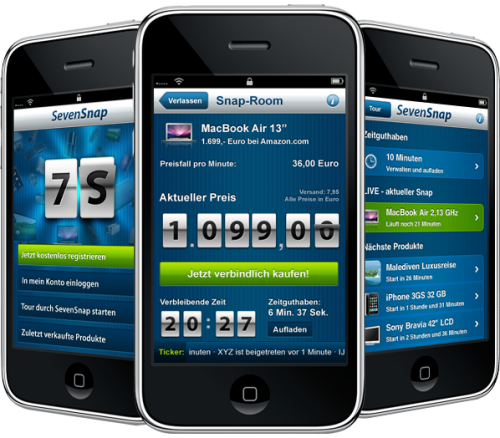 SevenSnap
7S
Jetzt kostenlos registrieren
In mein Konto einloggen
Tour durch SevenSnap starten
Zuletzt verkaufte Produkte
Verlassen
Snap-Room
MacBook Air 13"
1.699,- Euro bei Amazon.com
Preisfall pro Minute: 36,00 Euro
Aktueller Preis
Versand: 7,95
Alle Preise in Euro
1.099,00
Jetzt verbindlich kaufen!
Verbleibende Zeit
20:27
Zeitguthaben:
6 Min. 37 Sek.
Aufladen
Ticker: inuten · XYZ ist beigetreten vor 1 Minute · IJ
Tour
SevenSnap
Zeitguthaben
10 Minuten
Verwalten und aufladen
LIVE - aktueller Snap
MacBook Air 2,13 GHz
Läuft noch 21 Minuten
Nächste Produkte
Malediven Luxusreise
Start in 26 Minuten
iPhone 3GS 32 GB
Start in 1 Stunde und 31 Minuten
Sony Bravia 42" LCD
Start in 2 Stunden und 36 Minuten